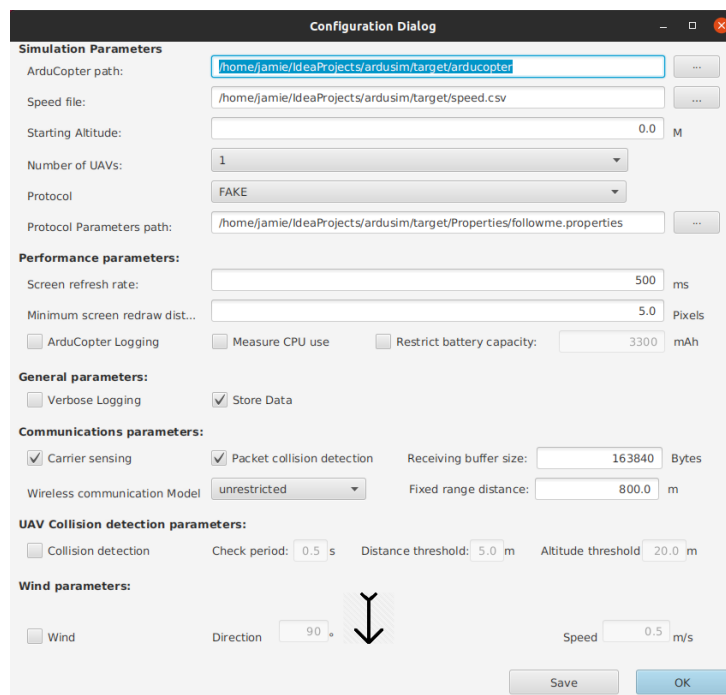 Configuration Dialog
Simulation Parameters
ArduCopter path: /home/jamie/IdeaProjects/ardusim/target/arducopter ...
Speed file: /home/jamie/IdeaProjects/ardusim/target/speed.csv ...
Starting Altitude: 0.0 M
Number of UAVs: 1
Protocol FAKE
Protocol Parameters path: /home/jamie/IdeaProjects/ardusim/target/Properties/followme.properties ...
Performance parameters:
Screen refresh rate: 500 ms
Minimum screen redraw dist... 5.0 Pixels
ArduCopter Logging Measure CPU use Restrict battery capacity: 3300 mAh
General parameters:
Verbose Logging Store Data
Communications parameters:
Carrier sensing Packet collision detection Receiving buffer size: 163840 Bytes
Wireless communication Model unrestricted Fixed range distance: 800.0 m
UAV Collision detection parameters:
Collision detection Check period: 0.5 s Distance threshold: 5.0 m Altitude threshold 20.0 m
Wind parameters:
Wind Direction 90 ° Speed 0.5 m/s
Save OK